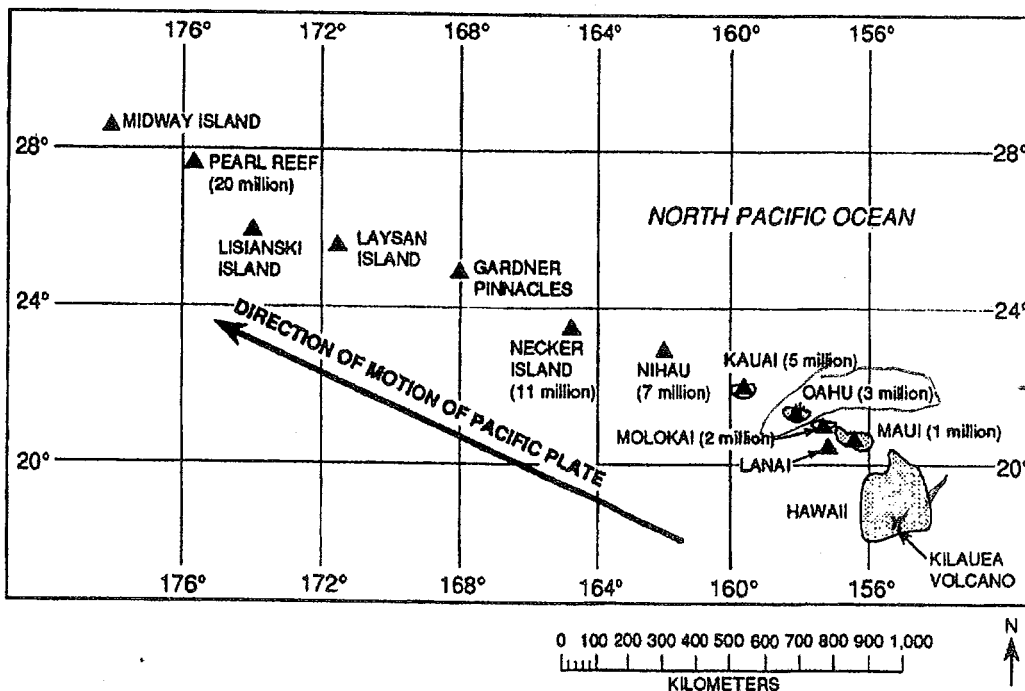 176° 172° 168° 164° 160° 156°
MIDWAY ISLAND
28° 28°
PEARL REEF
(20 million)
NORTH PACIFIC OCEAN
LISIANSKI
ISLAND
LAYSAN
ISLAND
GARDNER
PINNACLES
24° 24°
DIRECTION OF MOTION OF PACIFIC PLATE
NECKER
ISLAND
(11 million)
NIHAU
(7 million)
KAUAI (5 million)
OAHU (3 million)
MOLOKAI (2 million)
MAUI (1 million)
LANAI
20° 20°
HAWAII
KILAUEA
VOLCANO
176° 172° 168° 164° 160° 156°
N
0 100 200 300 400 500 600 700 800 900 1,000
KILOMETERS